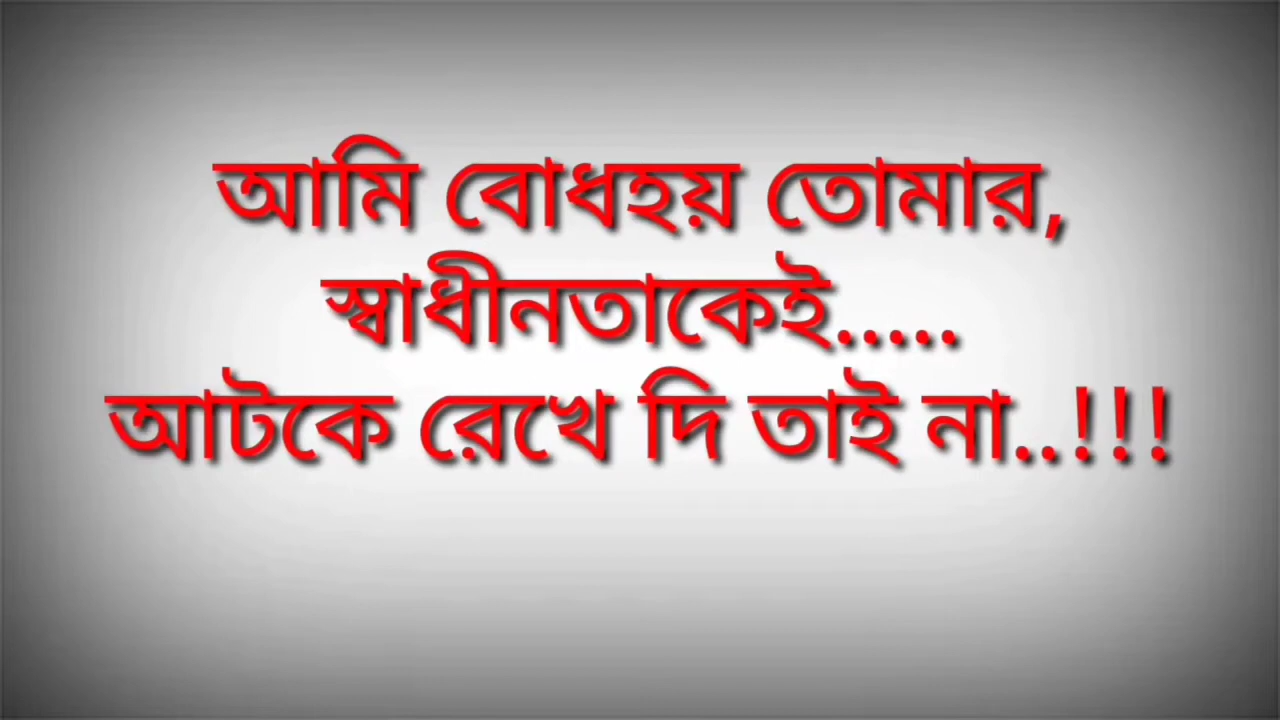 আমি বোধহয় তোমার,
স্বাধীনতাকেই.....
আটকে রেখে দি তাই না..!!!